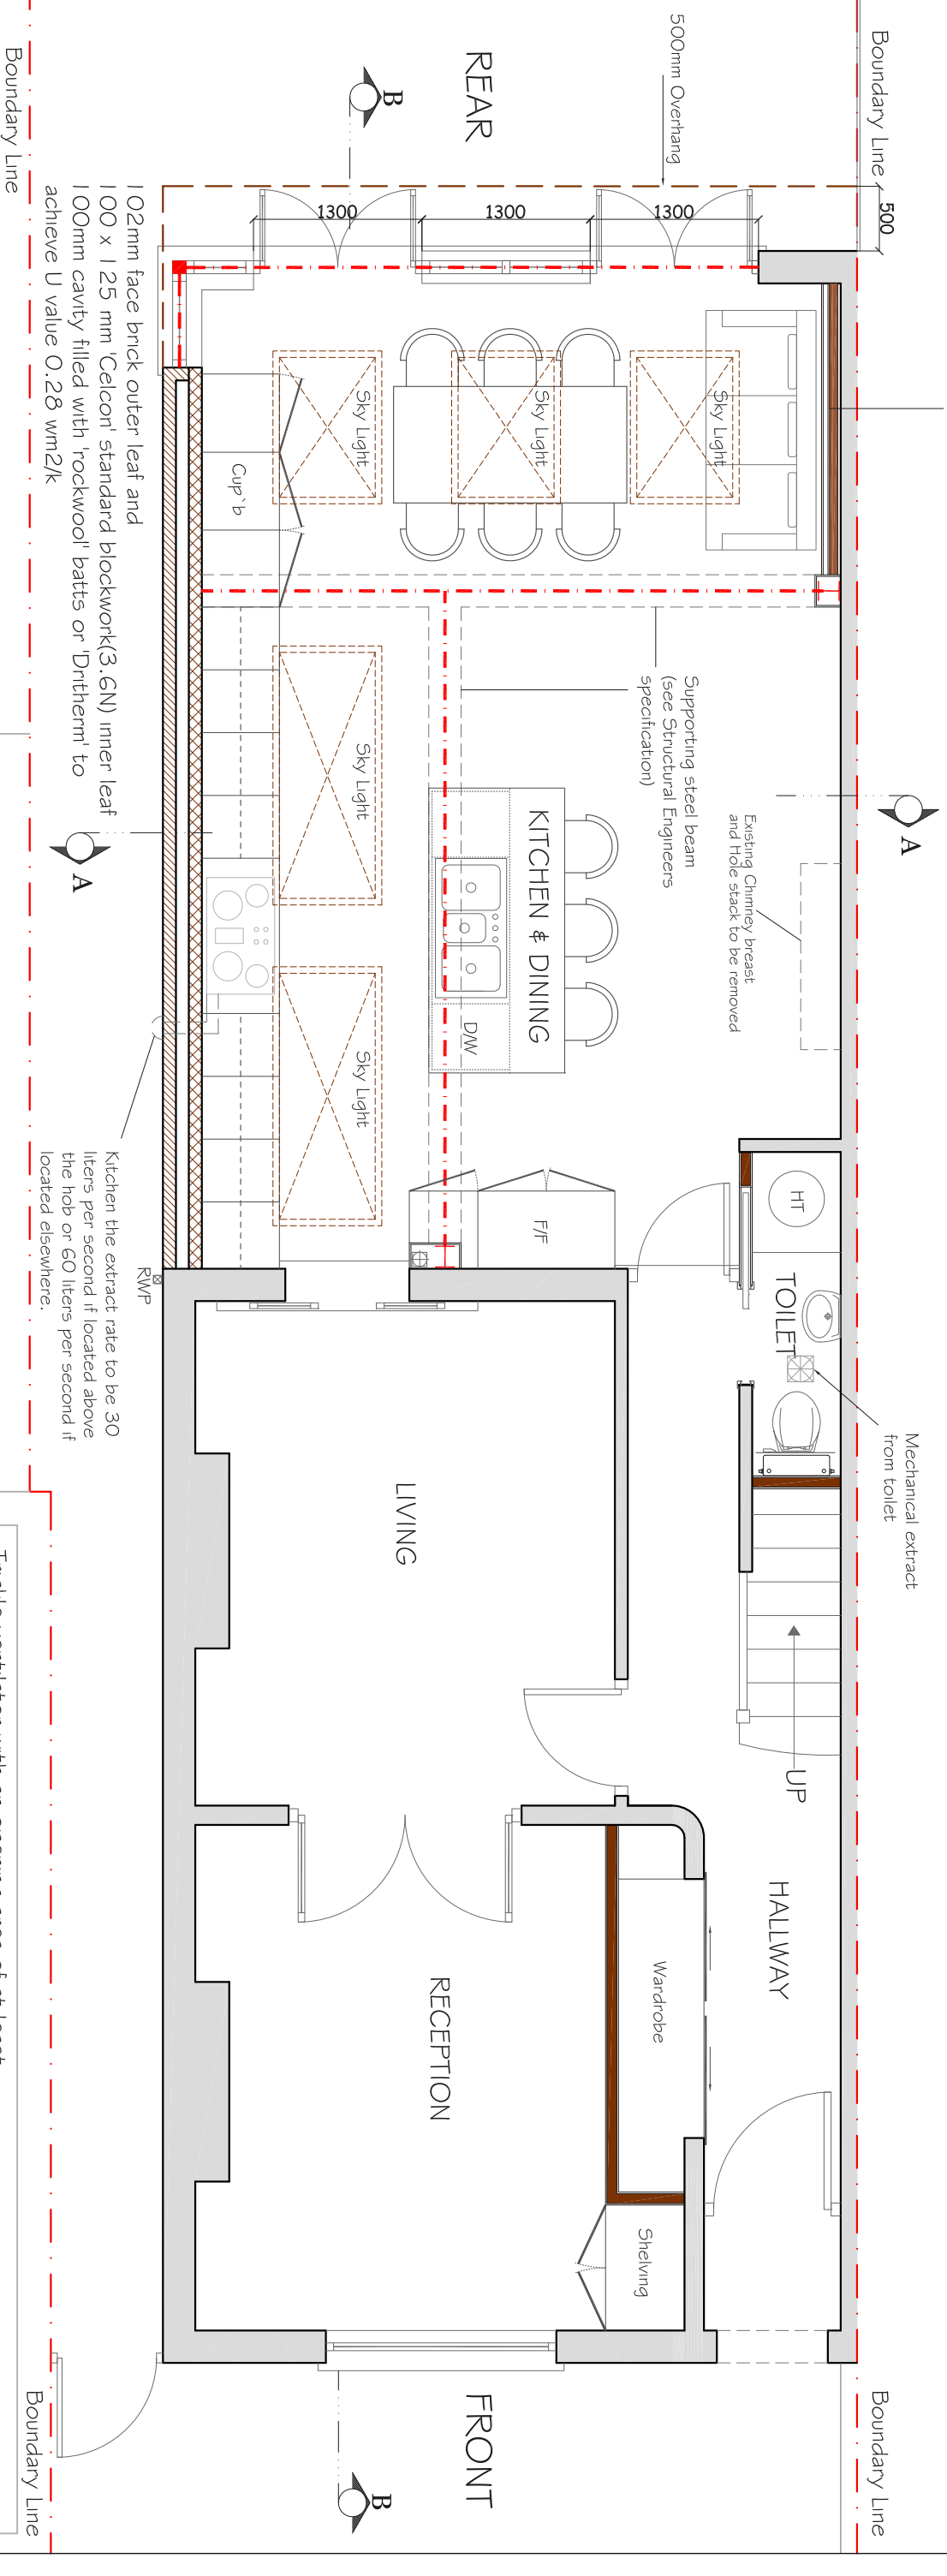 Boundary Line
Boundary Line
REAR
500mm Overhang
B
500
1300
1300
1300
102mm face brick outer leaf and
100 x 125 mm 'Celcon' standard blockwork(3.6N) inner leaf
100mm cavity filled with 'rockwool' batts or 'Dritherm' to
achieve U value 0.28 wm2/k
Sky Light
Sky Light
Sky Light
Cup`b
Supporting steel beam
(see Structural Engineers
specification)
Sky Light
Sky Light
A
A
Existing Chimney breast
and Hole stack to be removed
KITCHEN & DINING
D/W
F/F
Kitchen the extract rate to be 30
liters per second if located above
the hob or 60 liters per second if
located elsewhere.
RWP
HT
TOILET
Mechanical extract
from toilet
LIVING
UP
HALLWAY
RECEPTION
Wardrobe
Shelving
FRONT
B
Boundary Line
Boundary Line